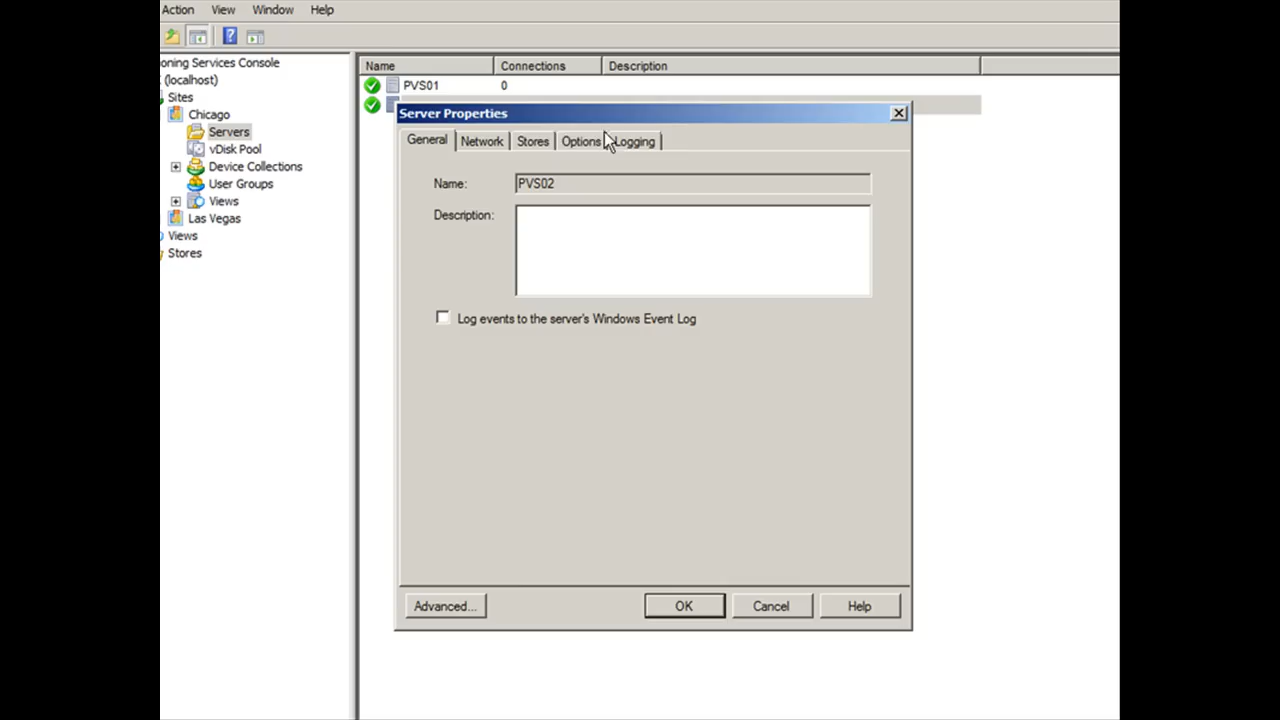 Action View Window Help
oning Services Console
(localhost)
Sites
Chicago
Servers
vDisk Pool
Device Collections
User Groups
Views
Las Vegas
Views
Stores
Name Connections Description
PVS01 0
Server Properties
General Network Stores Options Logging
Name: PVS02
Description:
Log events to the server's Windows Event Log
Advanced... OK Cancel Help